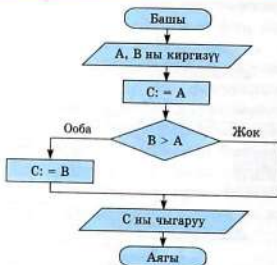 Башы
А, В ны киргизүү
С: = А
Ооба
В > А
Жок
С: = В
С ны чыгаруу
Аягы